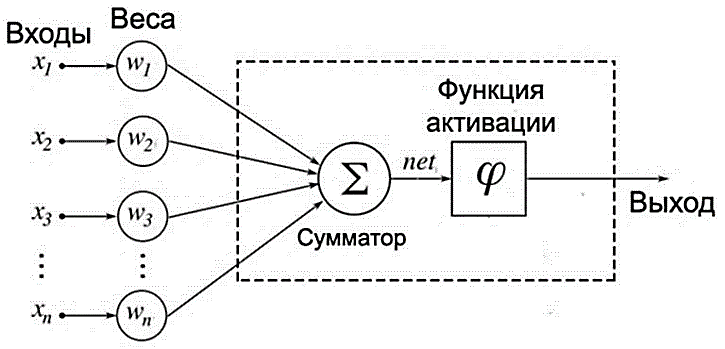 Входы
Веса
x1
w1
x2
w2
x3
w3
xn
wn
Σ
Сумматор
net
Функция
активации
φ
Выход